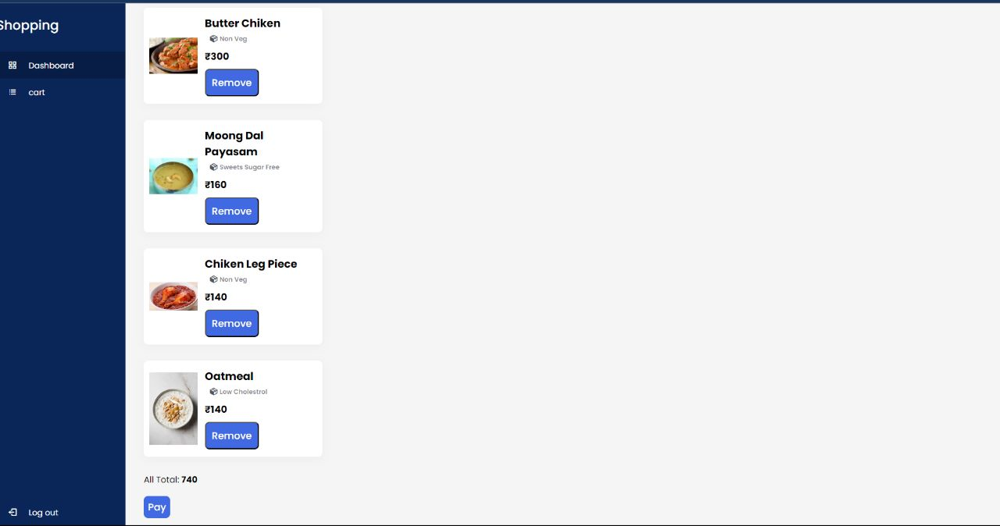 Shopping
Dashboard
cart
Log out
Butter Chiken
Non Veg
₹300
Remove
Moong Dal
Payasam
Sweets Sugar Free
₹160
Remove
Chiken Leg Piece
Non Veg
₹140
Remove
Oatmeal
Low Cholestrol
₹140
Remove
All Total: 740
Pay